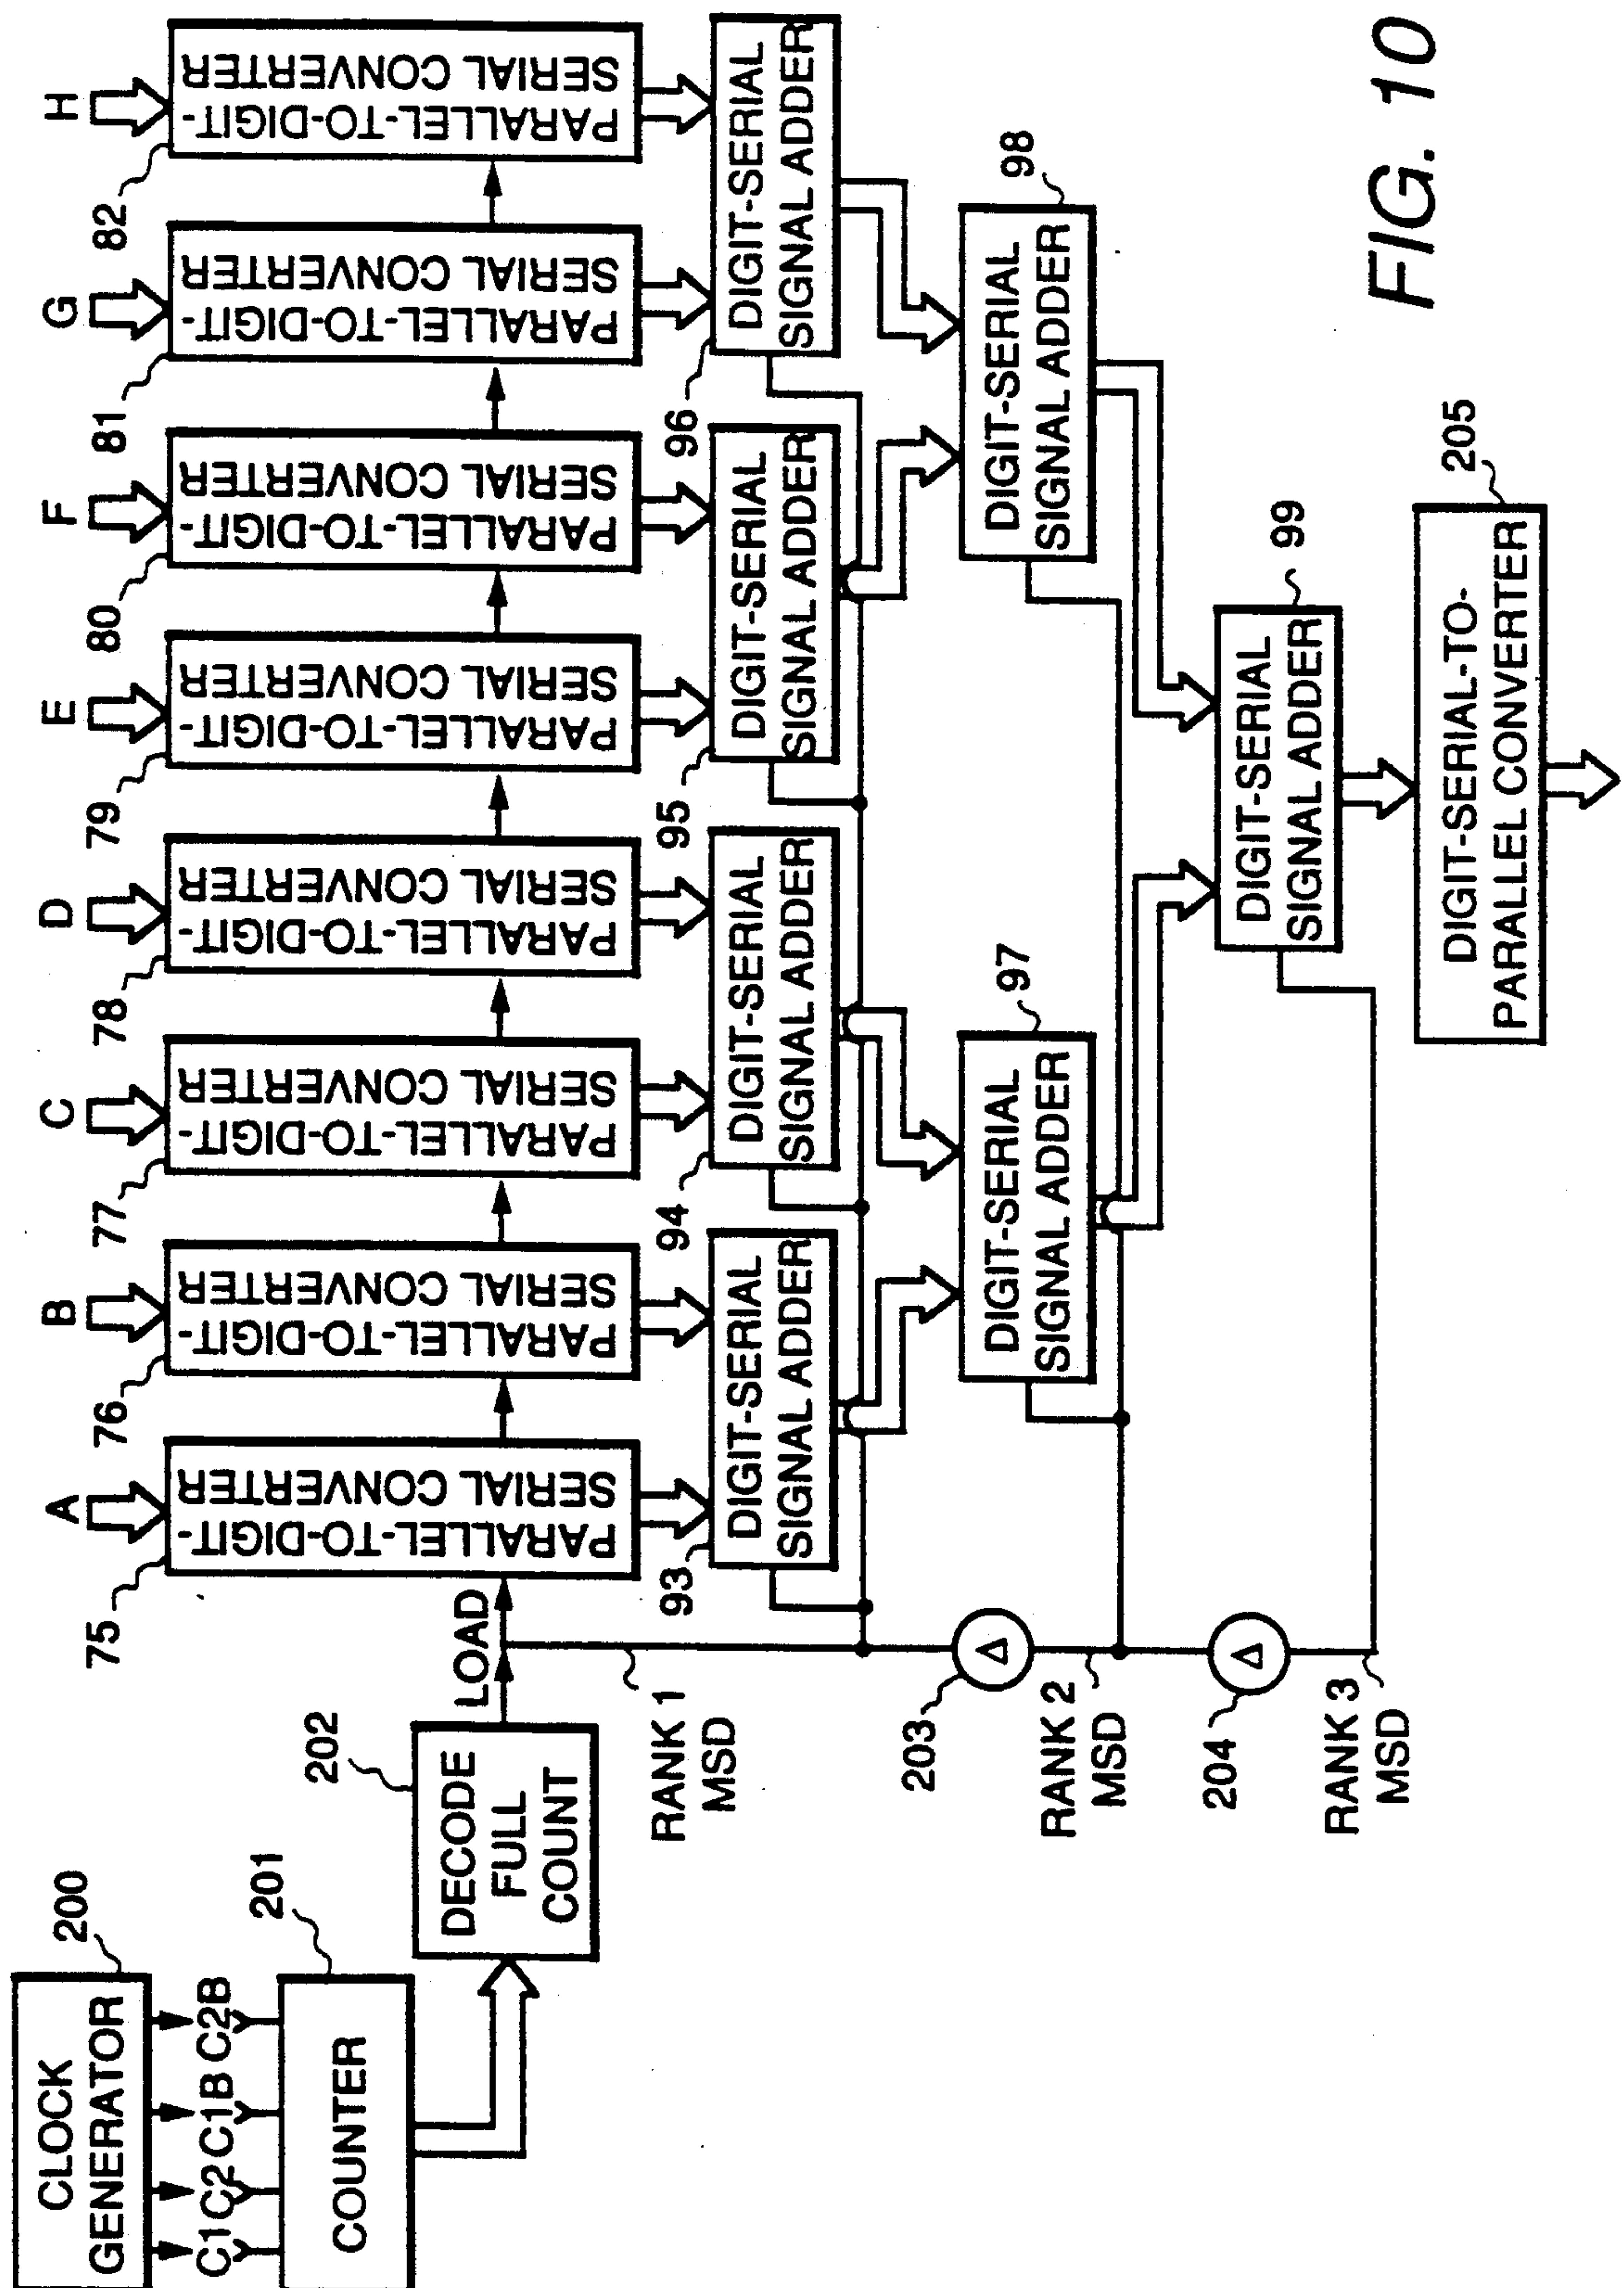 CLOCK
GENERATOR
200
C1
C2
C1B
C2B
COUNTER
201
DECODE
FULL
COUNT
202
LOAD
RANK 1
MSD
A
B
C
D
E
F
G
H
75
PARALLEL-TO-DIGIT-
SERIAL CONVERTER
76
PARALLEL-TO-DIGIT-
SERIAL CONVERTER
77
PARALLEL-TO-DIGIT-
SERIAL CONVERTER
78
PARALLEL-TO-DIGIT-
SERIAL CONVERTER
79
PARALLEL-TO-DIGIT-
SERIAL CONVERTER
80
PARALLEL-TO-DIGIT-
SERIAL CONVERTER
81
PARALLEL-TO-DIGIT-
SERIAL CONVERTER
82
PARALLEL-TO-DIGIT-
SERIAL CONVERTER
93
DIGIT-SERIAL
SIGNAL ADDER
94
DIGIT-SERIAL
SIGNAL ADDER
95
DIGIT-SERIAL
SIGNAL ADDER
96
DIGIT-SERIAL
SIGNAL ADDER
203
Δ
RANK 2
MSD
97
DIGIT-SERIAL
SIGNAL ADDER
98
DIGIT-SERIAL
SIGNAL ADDER
204
Δ
RANK 3
MSD
99
DIGIT-SERIAL
SIGNAL ADDER
205
DIGIT-SERIAL-TO-
PARALLEL CONVERTER
FIG. 10